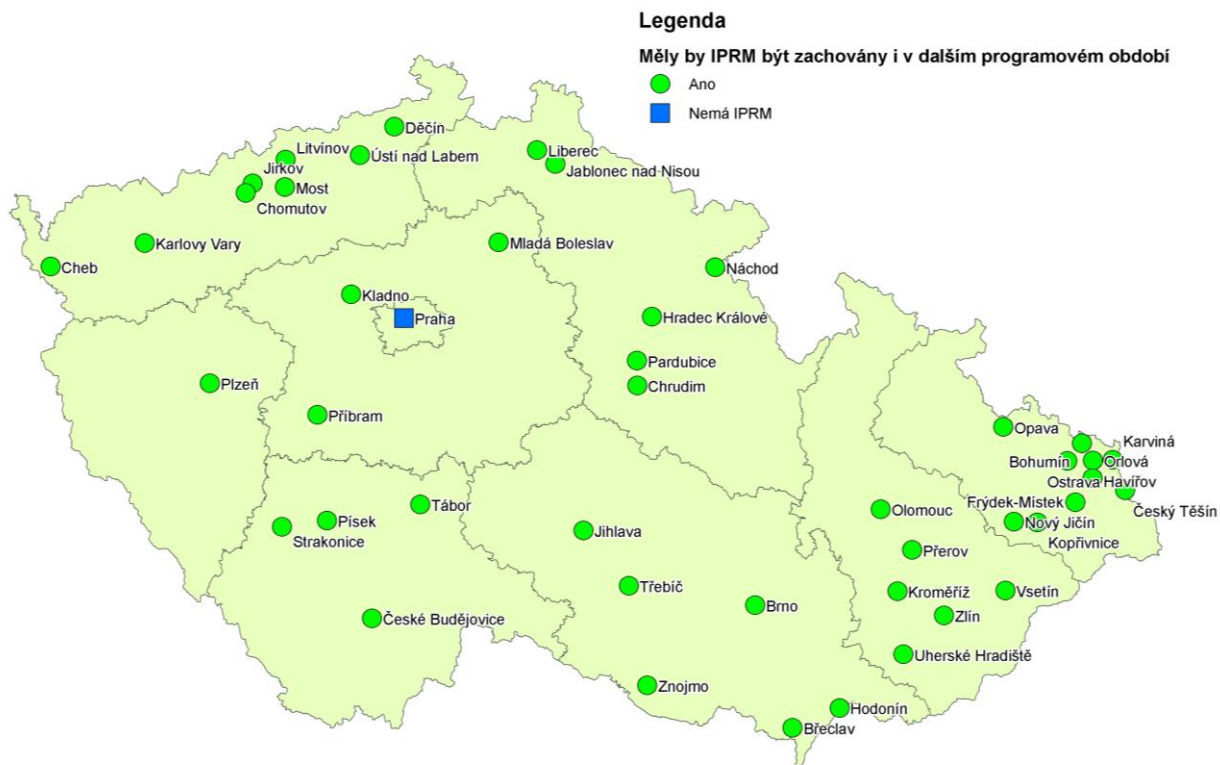 Legenda
Měly by IPRM být zachovány i v dalším programovém období
Ano
Nemá IPRM
Děčín
Litvínov
Ústí nad Labem
Liberec
Jablonec nad Nisou
Jirkov
Most
Chomutov
Karlovy Vary
Mladá Boleslav
Cheb
Náchod
Kladno
Praha
Hradec Králové
Pardubice
Plzeň
Chrudim
Příbram
Opava
Karviná
Bohumín
Orlová
Ostrava
Havířov
Český Těšín
Frýdek-Místek
Tábor
Olomouc
Písek
Nový Jičín
Strakonice
Jihlava
Kopřivnice
Přerov
Třebíč
Kroměříž
Vsetín
Brno
Zlín
České Budějovice
Uherské Hradiště
Znojmo
Hodonín
Břeclav